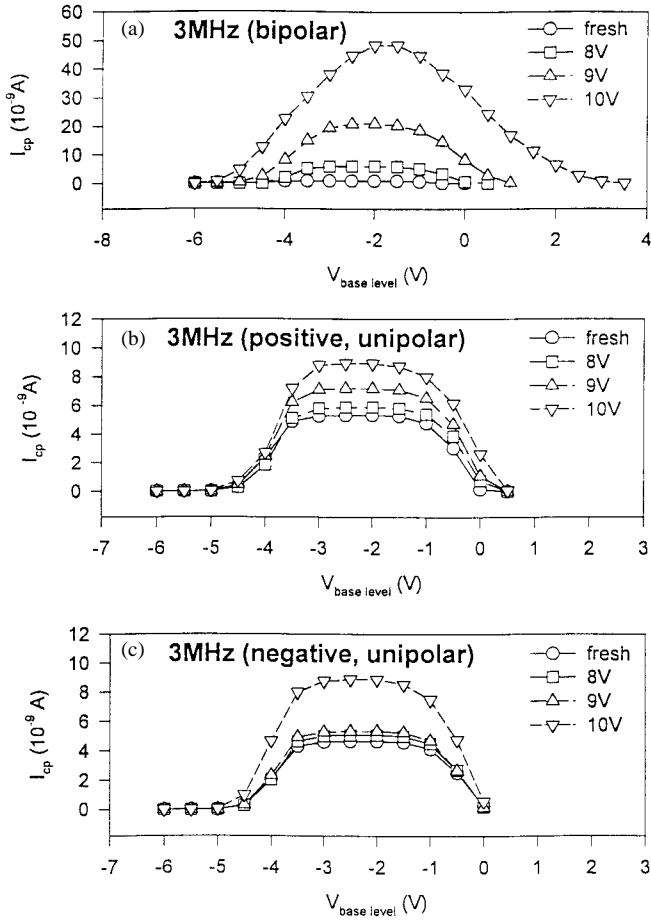 (a) 3MHz (bipolar)
fresh
8V
9V
10V
60
50
40
30
20
10
0
I_cp (10^-9 A)
-8 -6 -4 -2 0 2 4
V_base level (V)
(b) 3MHz (positive, unipolar)
fresh
8V
9V
10V
12
10
8
6
4
2
0
I_cp (10^-9 A)
-7 -6 -5 -4 -3 -2 -1 0 1 2 3
V_base level (V)
(c) 3MHz (negative, unipolar)
fresh
8V
9V
10V
12
10
8
6
4
2
0
I_cp (10^-9 A)
-7 -6 -5 -4 -3 -2 -1 0 1 2 3
V_base level (V)